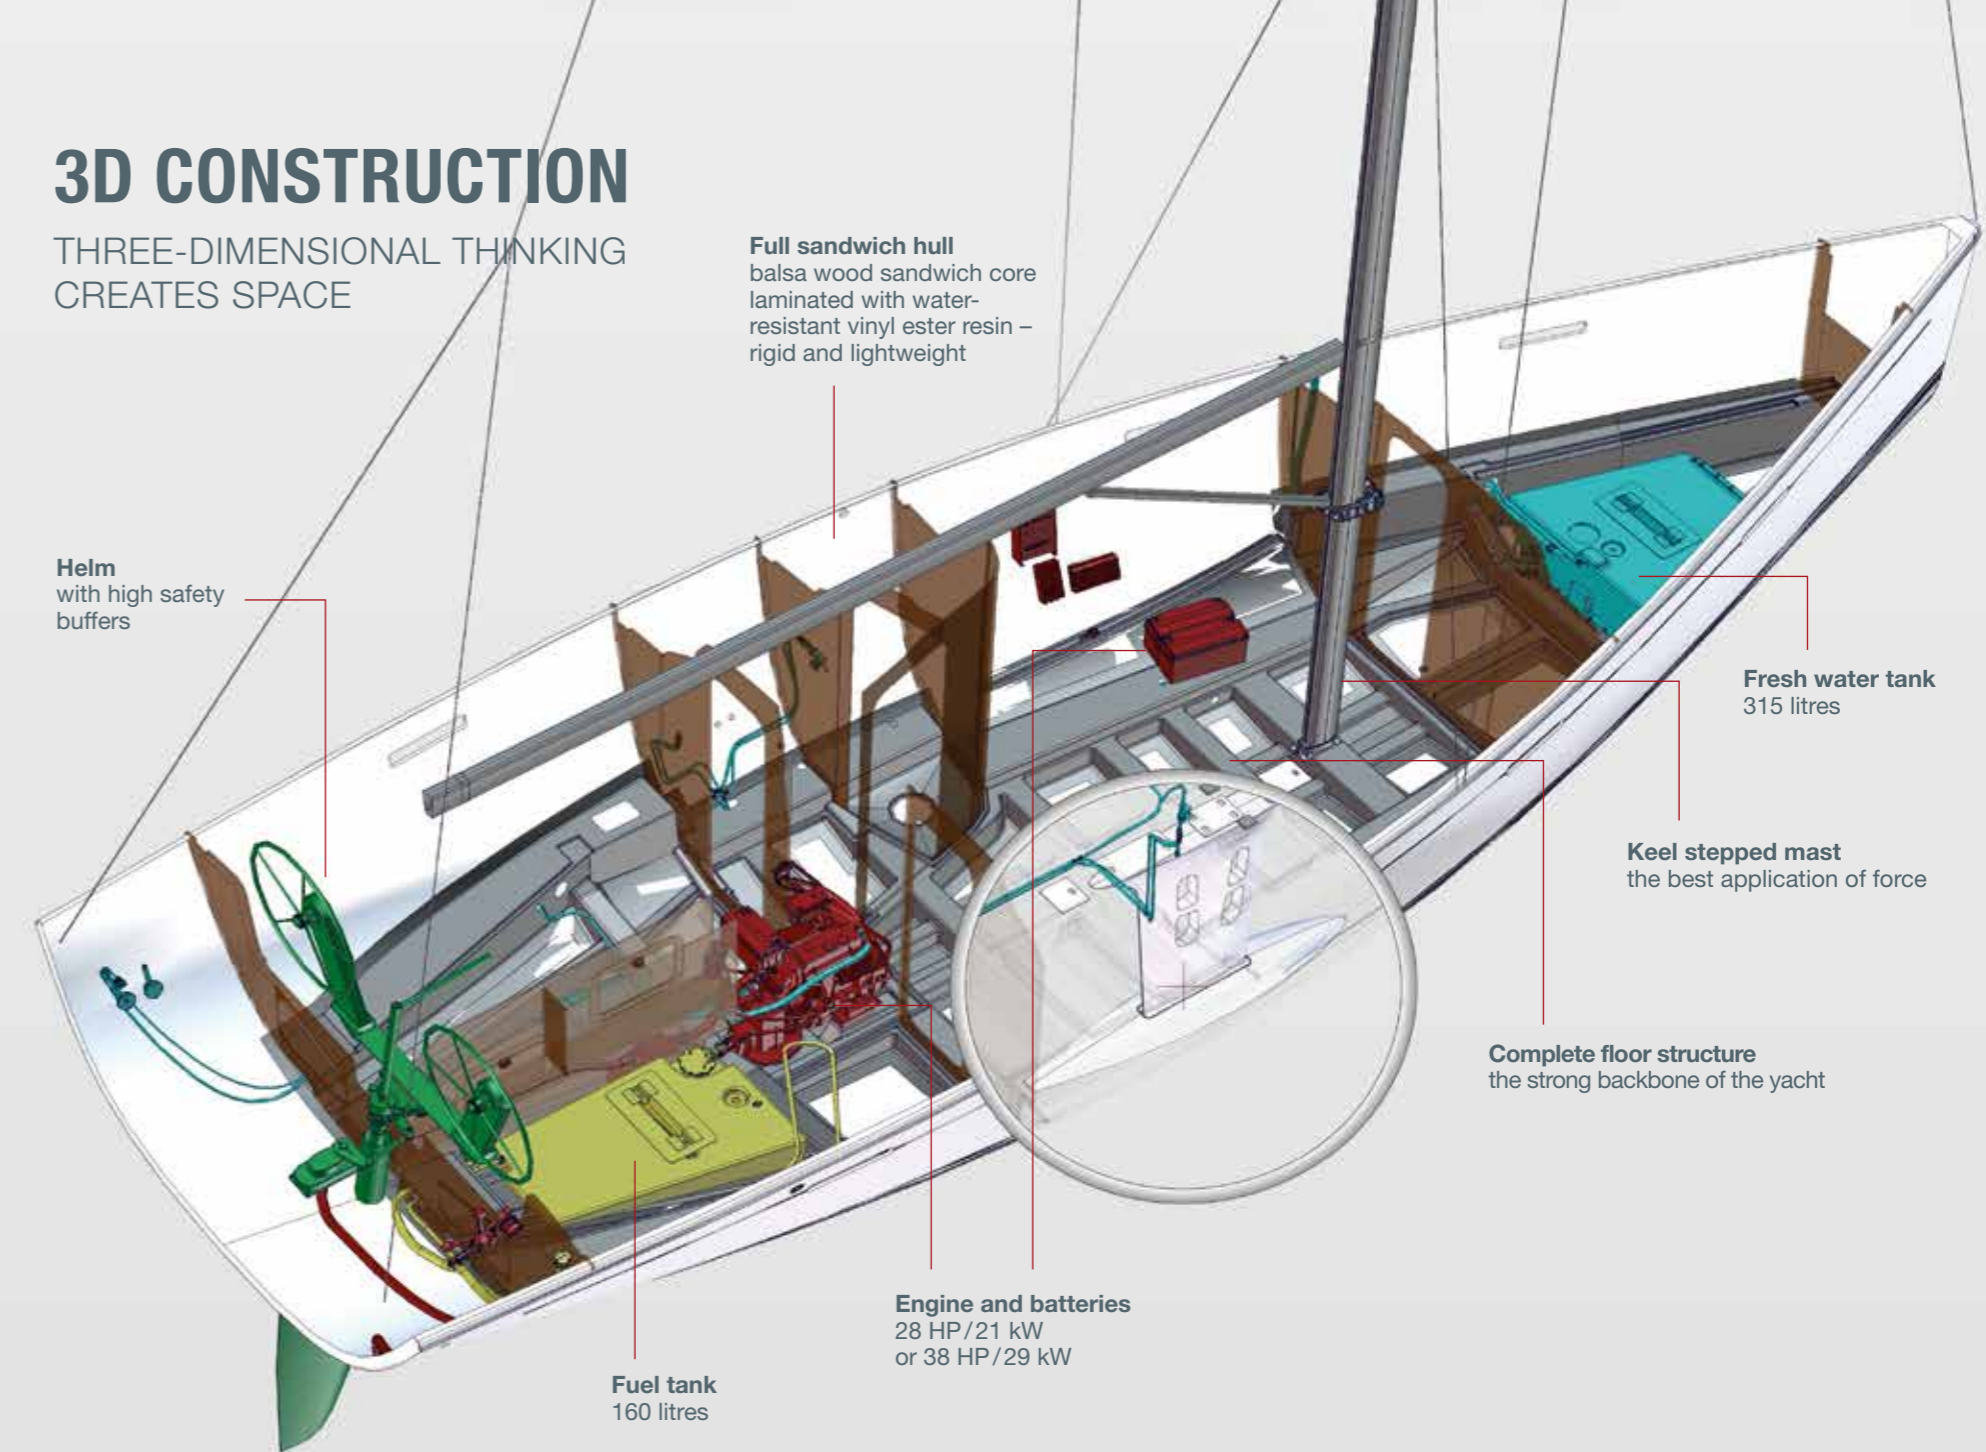 3D CONSTRUCTION
THREE-DIMENSIONAL THINKING
CREATES SPACE
Full sandwich hull
balsa wood sandwich core
laminated with water-
resistant vinyl ester resin –
rigid and lightweight
Helm
with high safety
buffers
Fresh water tank
315 litres
Keel stepped mast
the best application of force
Complete floor structure
the strong backbone of the yacht
Engine and batteries
28 HP/21 kW
or 38 HP/29 kW
Fuel tank
160 litres